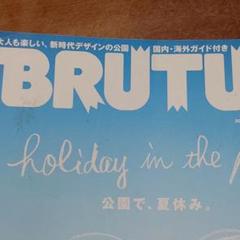 大人も楽しい、新時代デザインの公園 国内・海外ガイド付き
BRUTU
holiday in the
公園で、夏休み。